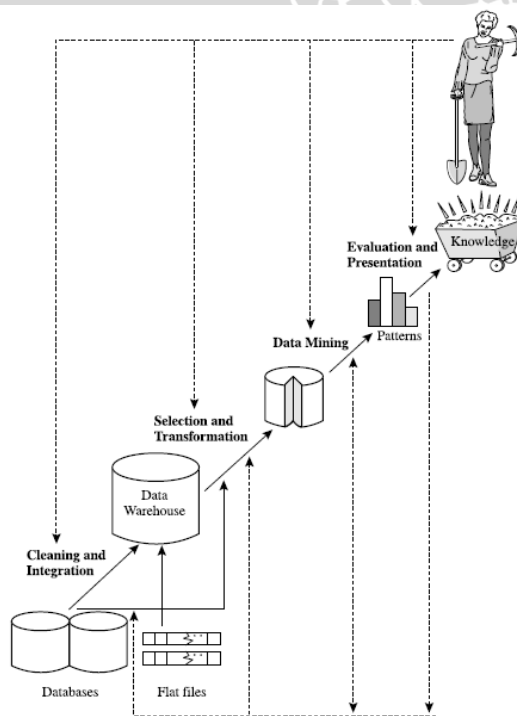 Knowledge
Evaluation and
Presentation
Patterns
Data Mining
Selection and
Transformation
Data
Warehouse
Cleaning and
Integration
Databases
Flat files